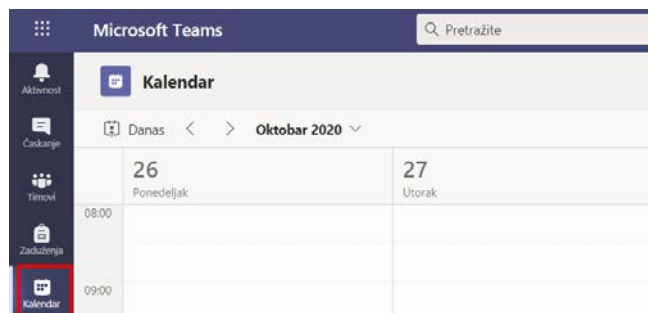 Microsoft Teams
Pretražite
Aktivnost
Kalendar
Ćaskanje
Danas
Oktobar 2020
Timovi
26
Ponedeljak
27
Utorak
Zaduženja
08:00
Kalendar
09:00